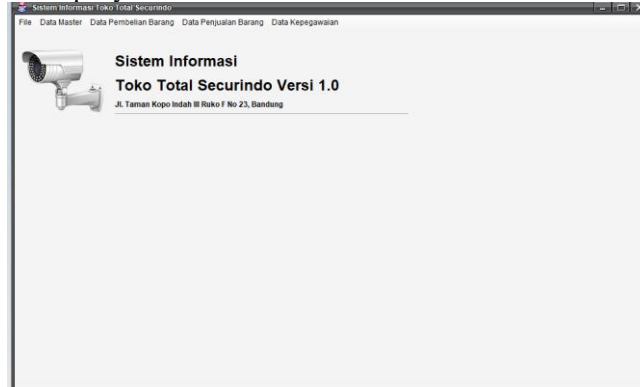 Sistem Informasi Toko Total Securindo
File Data Master Data Pembelian Barang Data Penjualan Barang Data Kepegawaian
Sistem Informasi
Toko Total Securindo Versi 1.0
Jl. Taman Kopo Indah III Ruko F No 23, Bandung